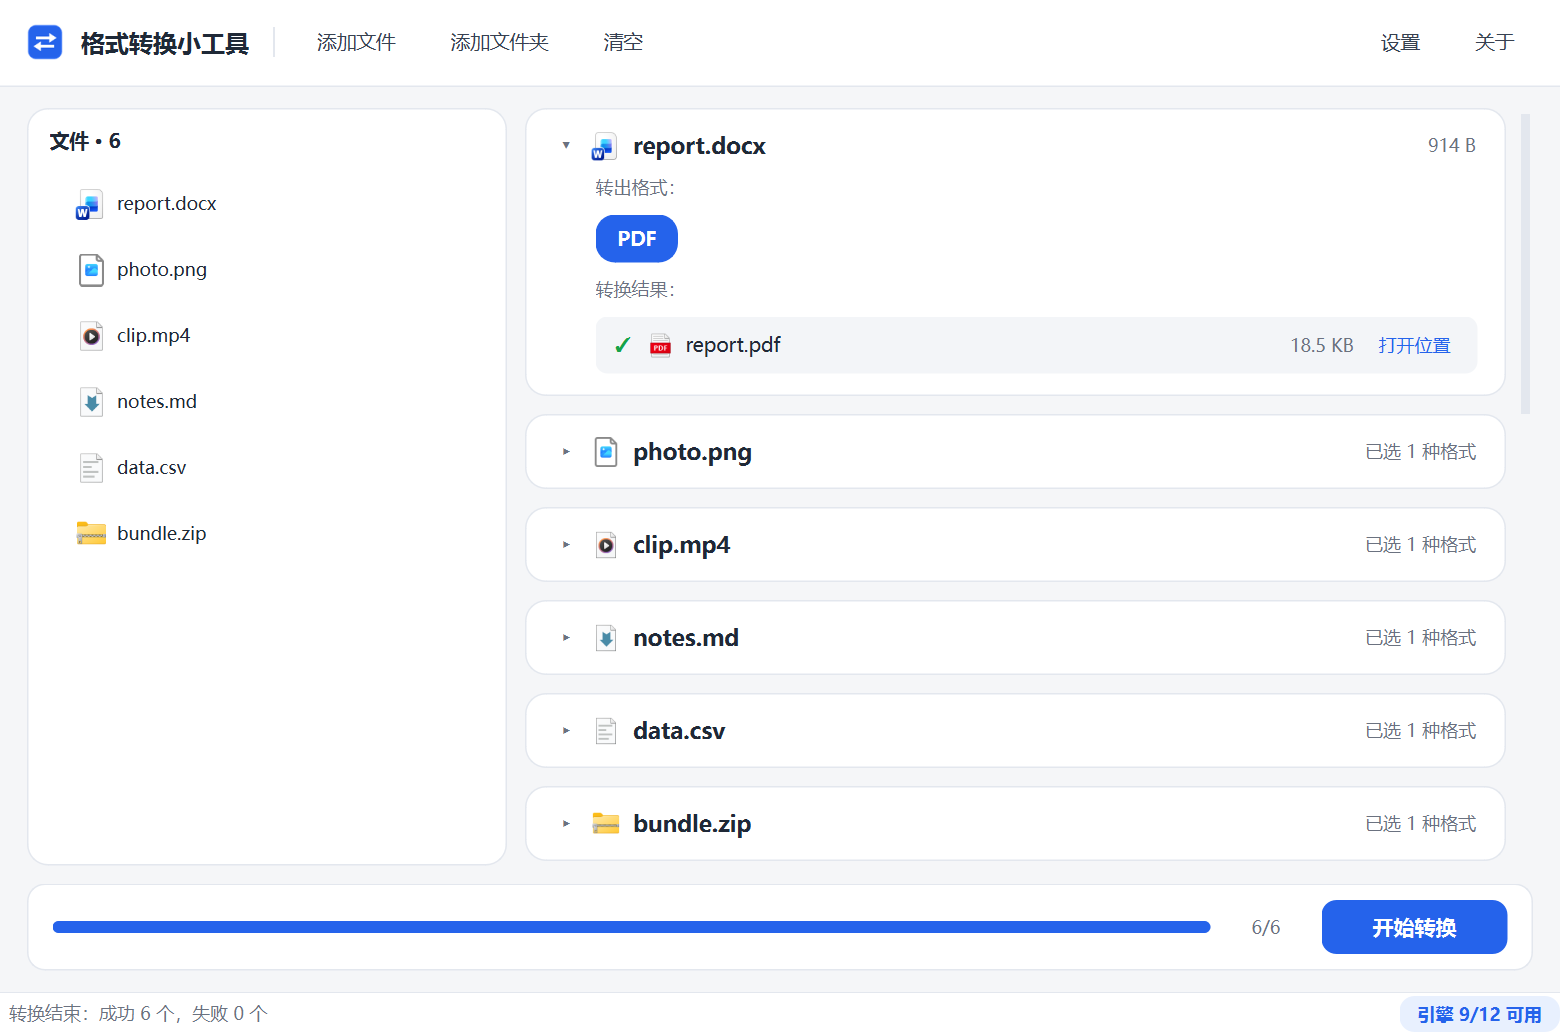 格式转换小工具
添加文件
添加文件夹
清空
设置
关于
文件 • 6
report.docx
photo.png
clip.mp4
notes.md
data.csv
bundle.zip
report.docx
914 B
转出格式:
PDF
转换结果:
✓ PDF report.pdf
18.5 KB
打开位置
photo.png
已选 1 种格式
clip.mp4
已选 1 种格式
notes.md
已选 1 种格式
data.csv
已选 1 种格式
bundle.zip
已选 1 种格式
6/6
开始转换
转换结束：成功 6 个，失败 0 个
引擎 9/12 可用